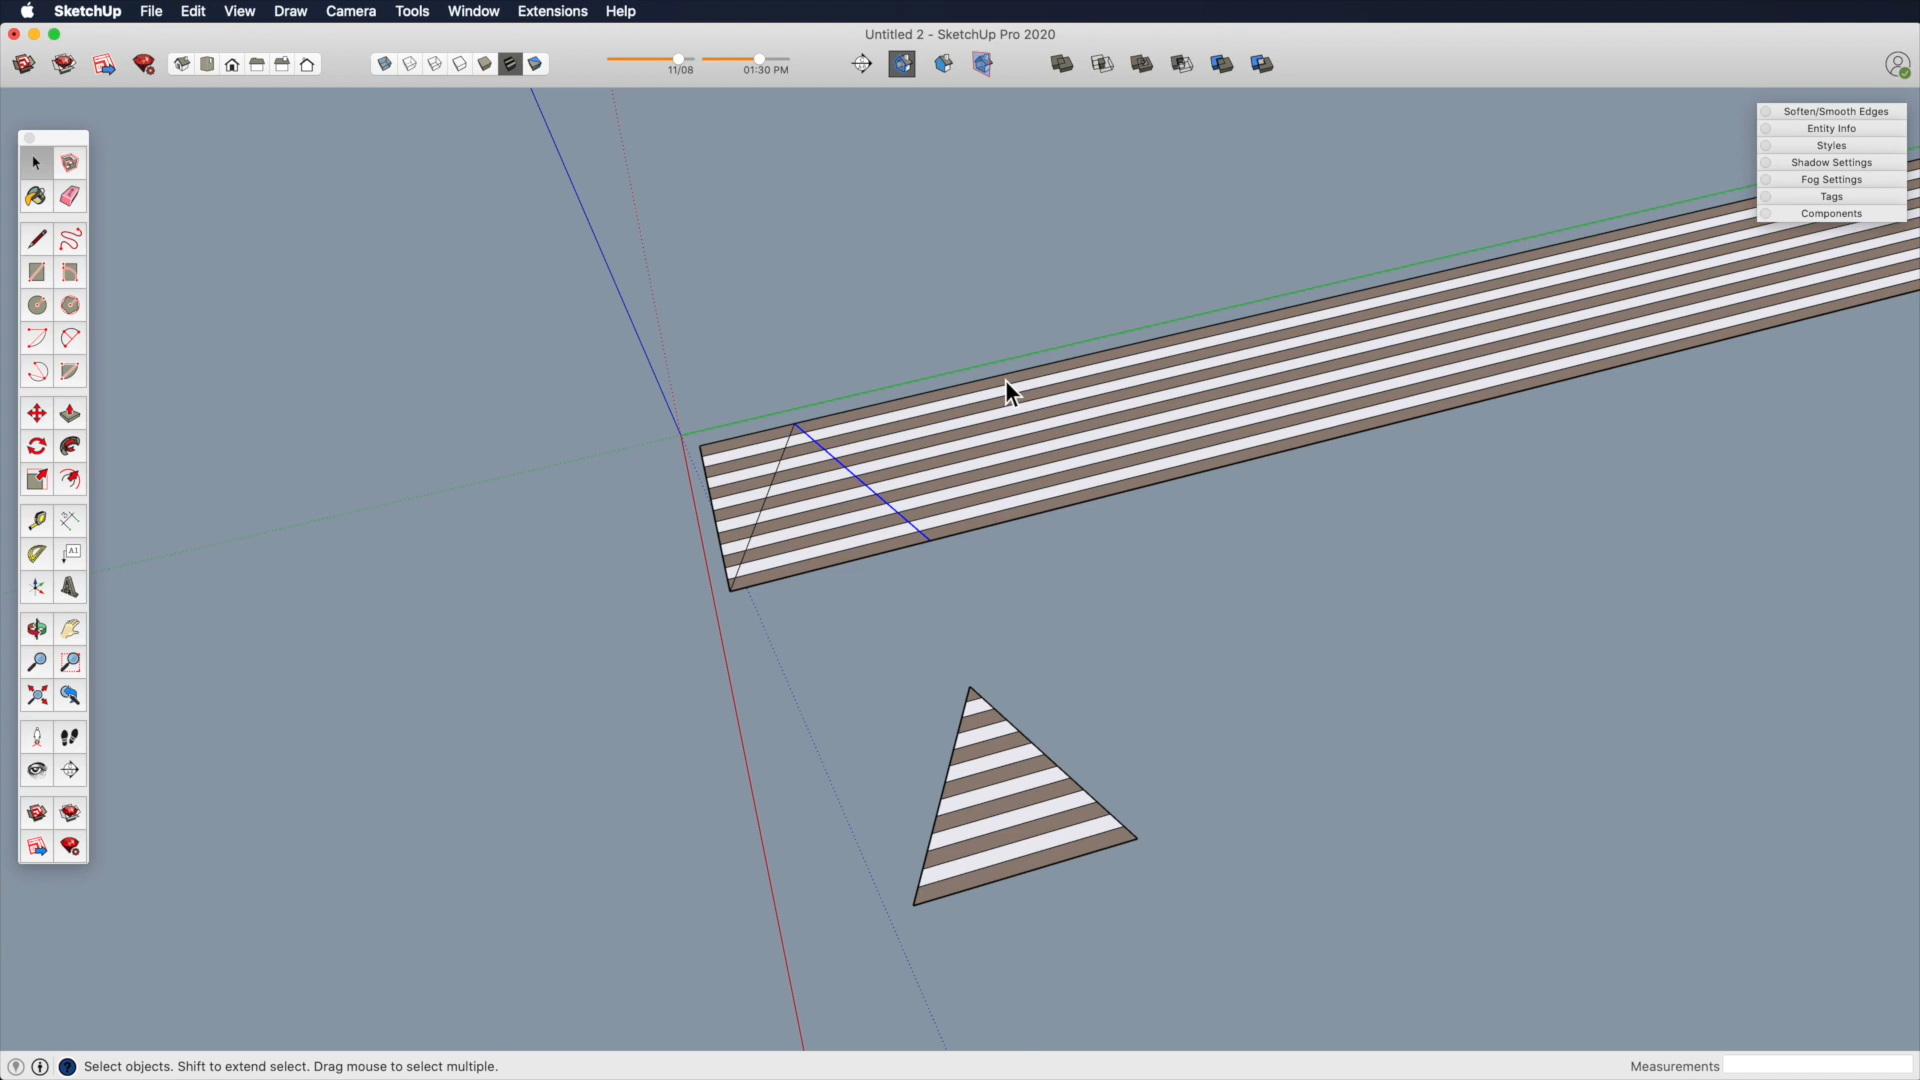 SketchUp File Edit View Draw Camera Tools Window Extensions Help
Untitled 2 - SketchUp Pro 2020
11/08 01:30 PM
Soften/Smooth Edges
Entity Info
Styles
Shadow Settings
Fog Settings
Tags
Components
A1
Select objects. Shift to extend select. Drag mouse to select multiple.
Measurements